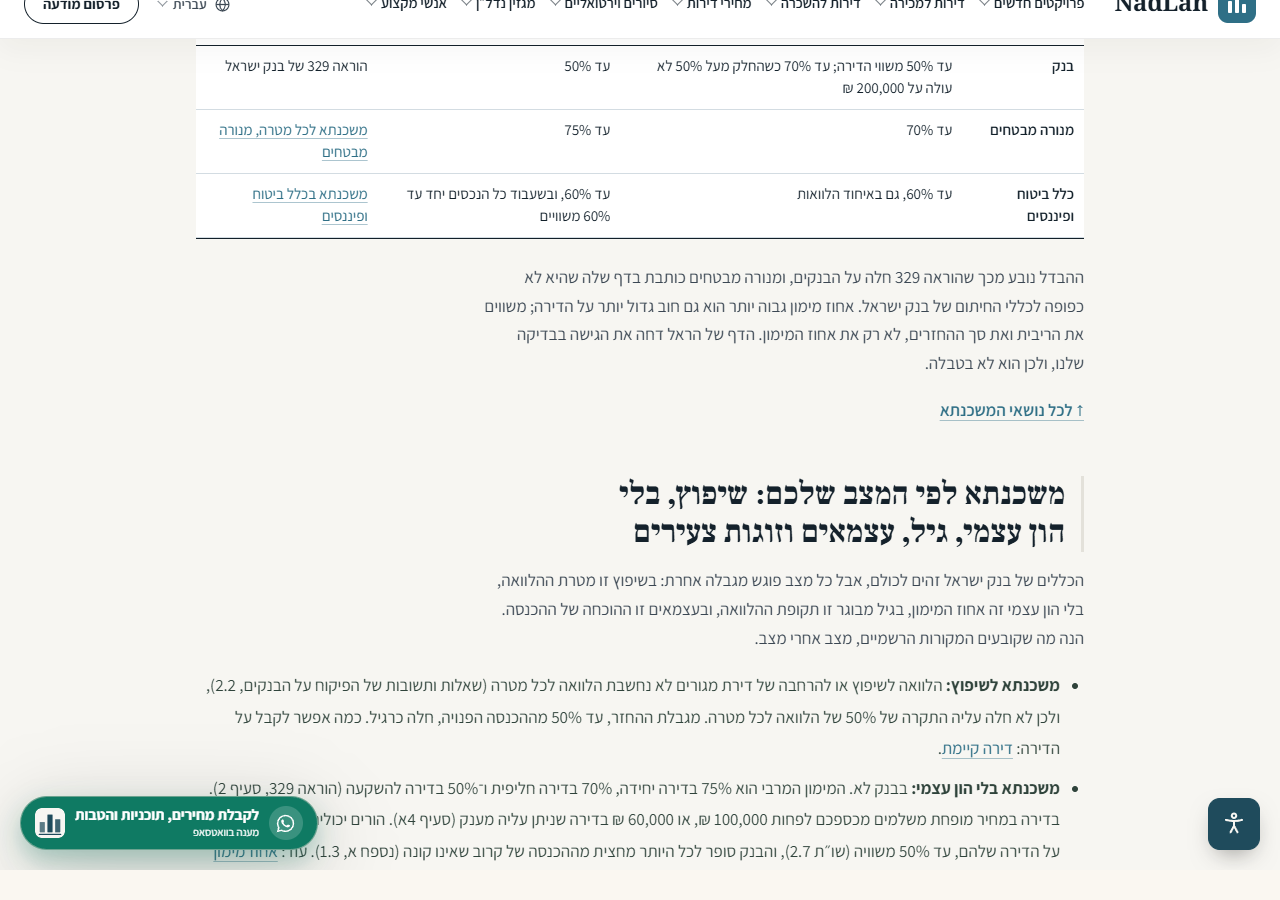 NadLan
פרויקטים חדשים
דירות למכירה
דירות להשכרה
מחירי דירות
סיורים וירטואליים
מגזין נדל״ן
אנשי מקצוע
עברית
פרסום מודעה
בנק
עד 50% משווי הדירה; עד 70% כשהחלק מעל 50% לא
עולה על 200,000 ₪
עד 50%
הוראה 329 של בנק ישראל
מנורה מבטחים
עד 70%
עד 75%
משכנתא לכל מטרה, מנורה
מבטחים
כלל ביטוח
ופיננסים
עד 60%, גם באיחוד הלוואות
עד 60%, ובשעבוד כל הנכסים יחד עד
60% משוויים
משכנתא בכלל ביטוח
ופיננסים
ההבדל נובע מכך שהוראה 329 חלה על הבנקים, ומנורה מבטחים כותבת בדף שלה שהיא לא
כפופה לכללי החיתום של בנק ישראל. אחוז מימון גבוה יותר הוא גם חוב גדול יותר על הדירה; משווים
את הריבית ואת סך ההחזרים, לא רק את אחוז המימון. הדף של הראל דחה את הגישה בבדיקה
שלנו, ולכן הוא לא בטבלה.
↑ לכל נושאי המשכנתא
משכנתא לפי המצב שלכם: שיפוץ, בלי
הון עצמי, גיל, עצמאים וזוגות צעירים
הכללים של בנק ישראל זהים לכולם, אבל כל מצב פוגש מגבלה אחרת: בשיפוץ זו מטרת ההלוואה,
בלי הון עצמי זה אחוז המימון, בגיל מבוגר זו תקופת ההלוואה, ובעצמאים זו ההוכחה של ההכנסה.
הנה מה שקובעים המקורות הרשמיים, מצב אחרי מצב.
• משכנתא לשיפוץ: הלוואה לשיפוץ או להרחבה של דירת מגורים לא נחשבת הלוואה לכל מטרה (שאלות ותשובות של הפיקוח על הבנקים, 2.2),
ולכן לא חלה עליה התקרה של 50% של הלוואה לכל מטרה. מגבלת ההחזר, עד 50% מההכנסה הפנויה, חלה כרגיל. כמה אפשר לקבל על
הדירה: דירה קיימת.
• משכנתא בלי הון עצמי: בבנק לא. המימון המרבי הוא 75% בדירה יחידה, 70% בדירה חליפית ו־50% בדירה להשקעה (הוראה 329, סעיף 2).
בדירה במחיר מופחת משלמים מכספכם לפחות 100,000 ₪, או 60,000 ₪ בדירה שניתן עליה מענק (סעיף 4א). הורים יכולים
על הדירה שלהם, עד 50% משוויה (שו״ת 2.7), והבנק סופר לכל היותר מחצית מההכנסה של קרוב שאינו קונה (נספח א, 1.3). עוד: אחוז מימון
לקבלת מחירים, תוכניות והטבות
מענה בוואטסאפ